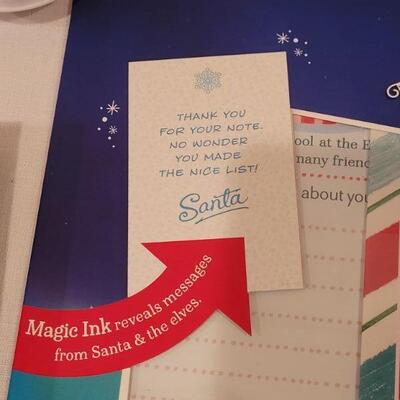 THANK YOU
FOR YOUR NOTE.
NO WONDER
YOU MADE
THE NICE LIST!
Santa
ool at the E
many friend
about you
Magic Ink reveals messages
from Santa & the elves.